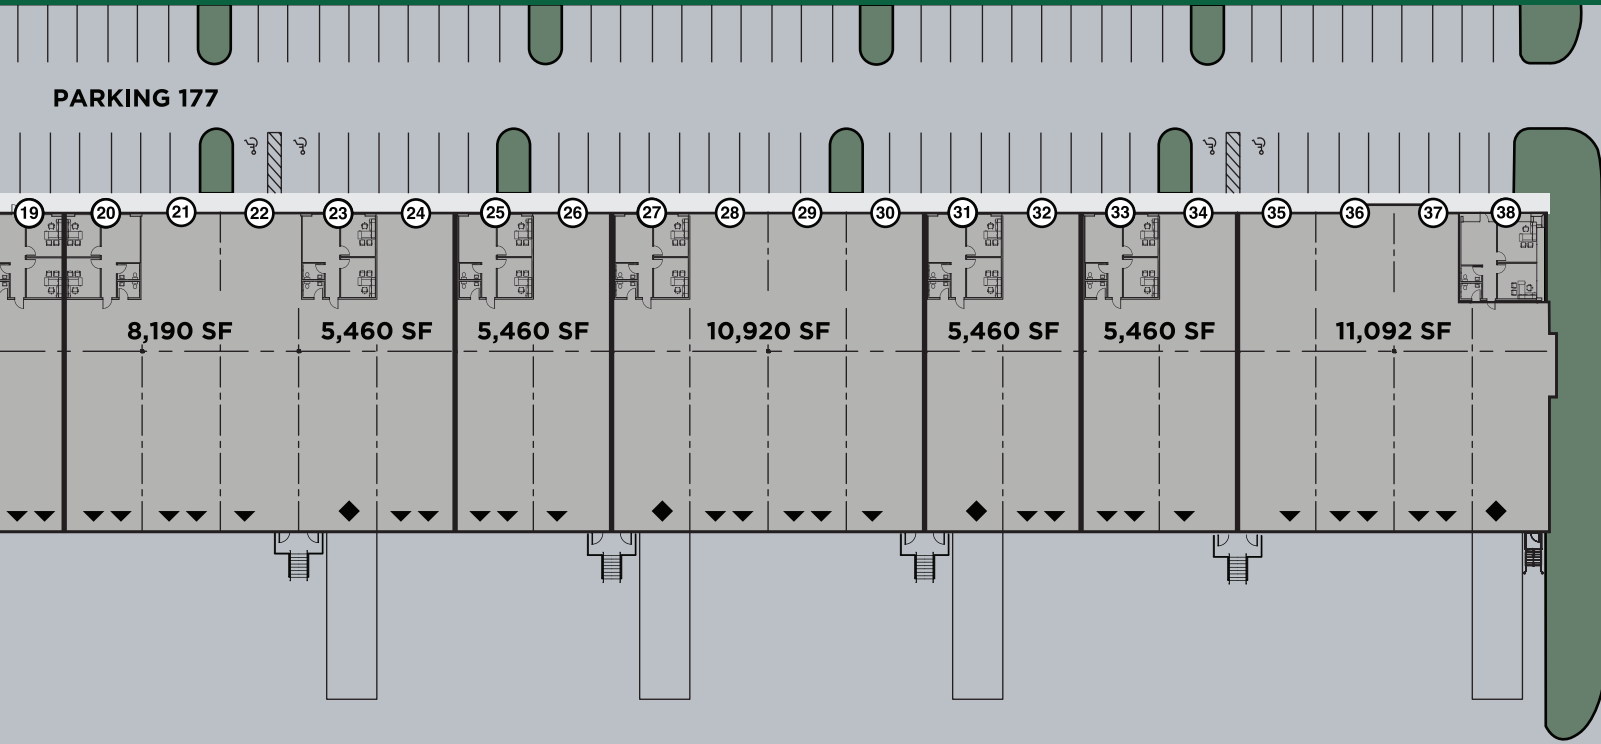 PARKING 177
19 20 21 22 23 24 25 26 27 28 29 30 31 32 33 34 35 36 37 38
8,190 SF 5,460 SF 5,460 SF 10,920 SF 5,460 SF 5,460 SF 11,092 SF